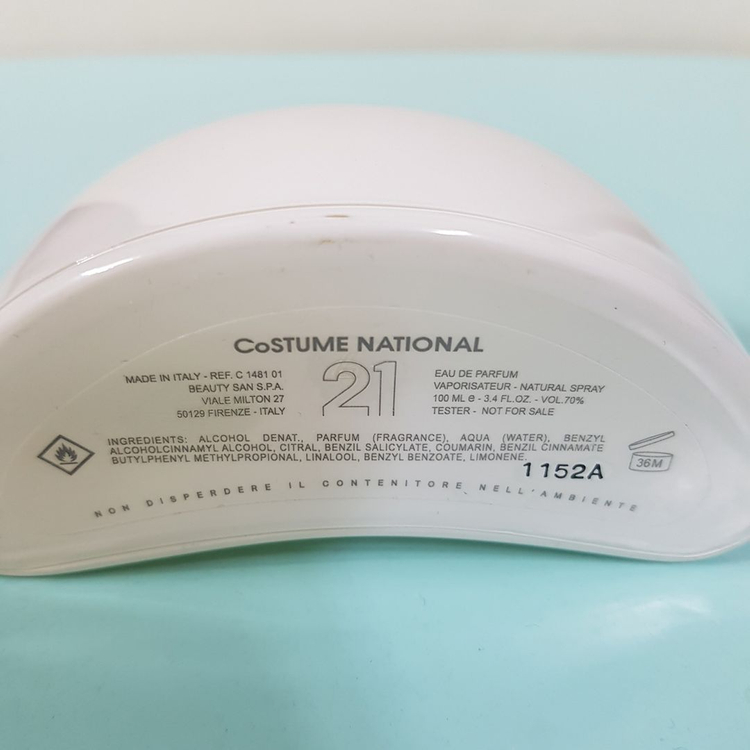 CoSTUME NATIONAL
21
MADE IN ITALY - REF. C 1481 01
BEAUTY SAN S.P.A.
VIALE MILTON 27
50129 FIRENZE - ITALY
EAU DE PARFUM
VAPORISATEUR - NATURAL SPRAY
100 ML e - 3.4 FL.OZ. - VOL.70%
TESTER - NOT FOR SALE
INGREDIENTS: ALCOHOL DENAT., PARFUM (FRAGRANCE), AQUA (WATER), BENZYL
ALCOHOLCINNAMYL ALCOHOL, CITRAL, BENZIL SALICYLATE, COUMARIN, BENZIL CINNAMATE
BUTYLPHENYL METHYLPROPIONAL, LINALOOL, BENZYL BENZOATE, LIMONENE.
1152A
36M
NON DISPERDERE IL CONTENITORE NELL'AMBIENTE